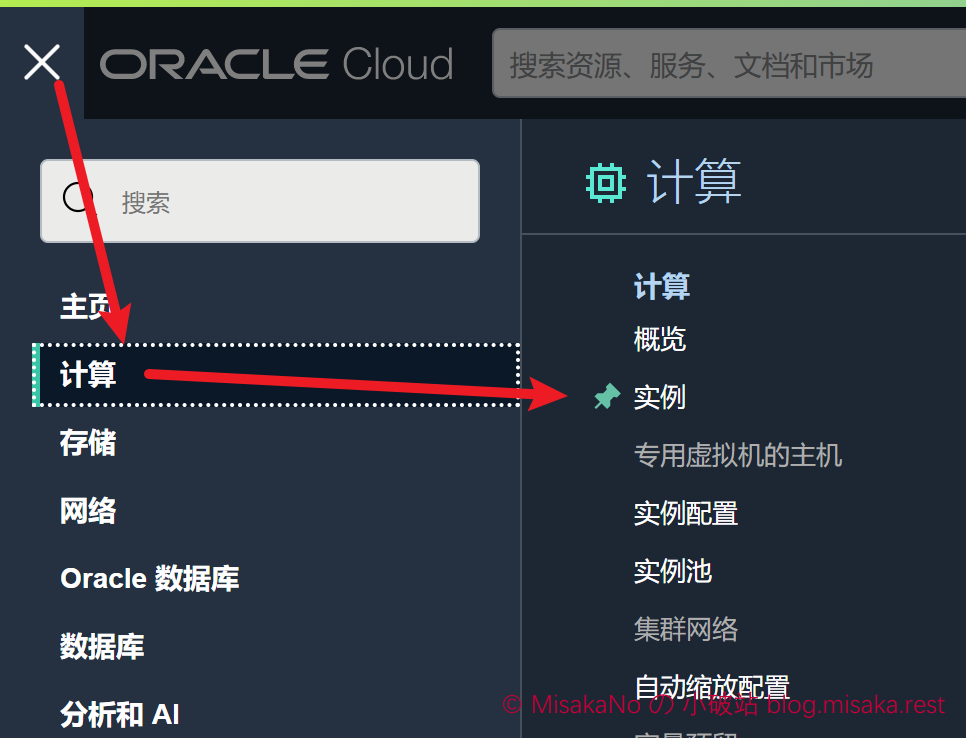 ORACLE Cloud
搜索资源、服务、文档和市场
搜索
主页
计算
存储
网络
Oracle 数据库
数据库
分析和 AI
计算
计算
概览
实例
专用虚拟机的主机
实例配置
实例池
集群网络
自动缩放配置
© MisakaNo の 小破站 blog.misaka.rest